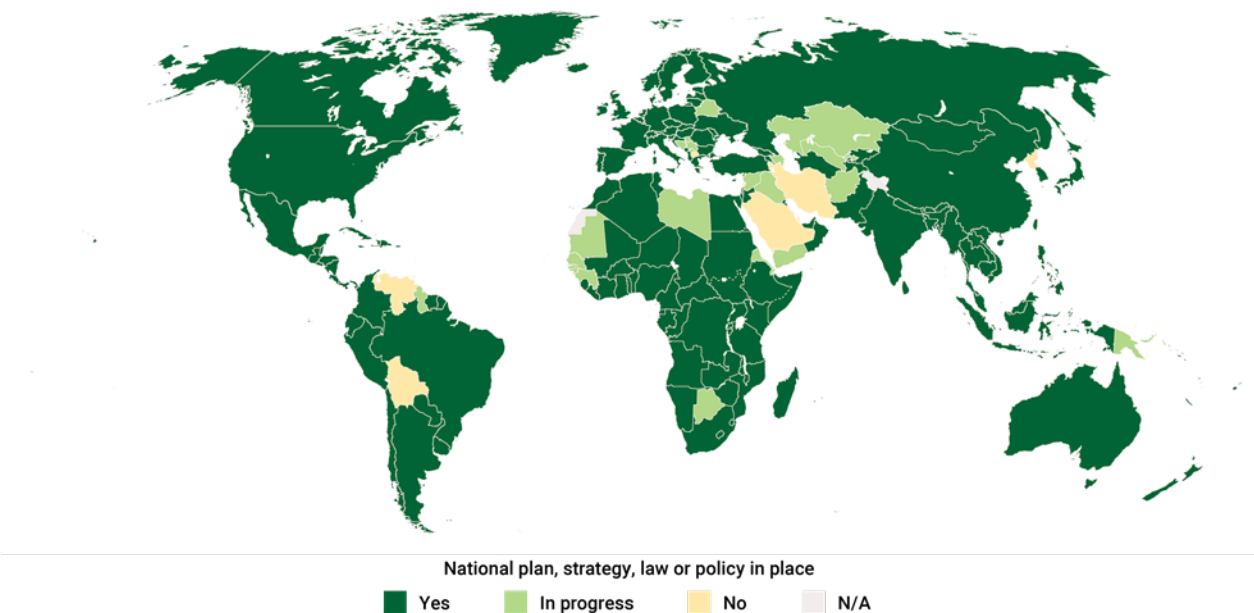 National plan, strategy, law or policy in place
Yes In progress No N/A